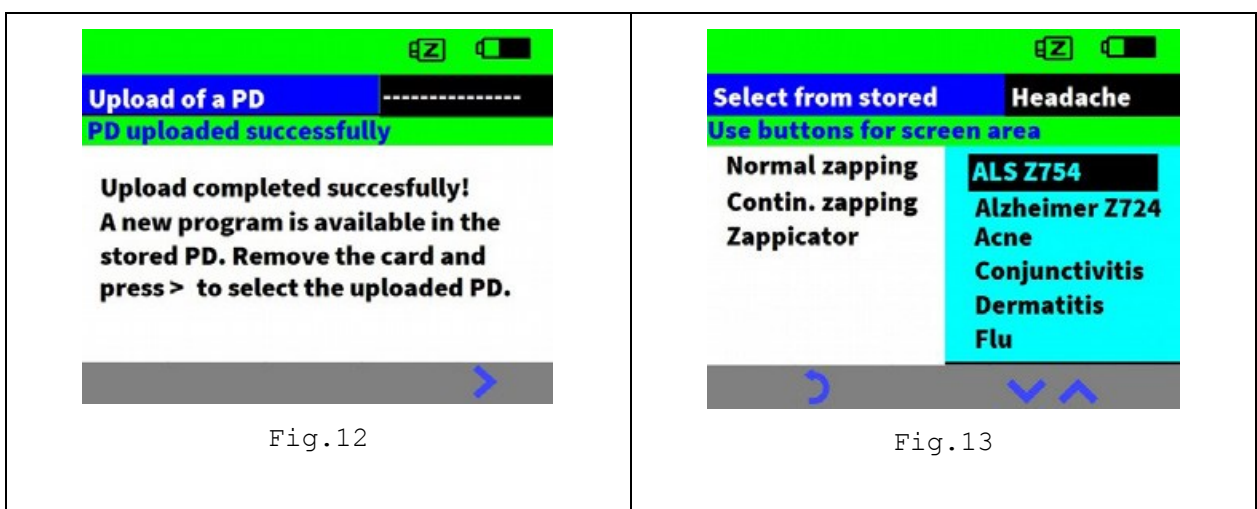 Z
Upload of a PD ---------------
PD uploaded successfully
Upload completed succesfully!
A new program is available in the
stored PD. Remove the card and
press > to select the uploaded PD.
>
Fig.12
Z
Select from stored Headache
Use buttons for screen area
Normal zapping
Contin. zapping
Zappicator
ALS Z754
Alzheimer Z724
Acne
Conjunctivitis
Dermatitis
Flu
Fig.13